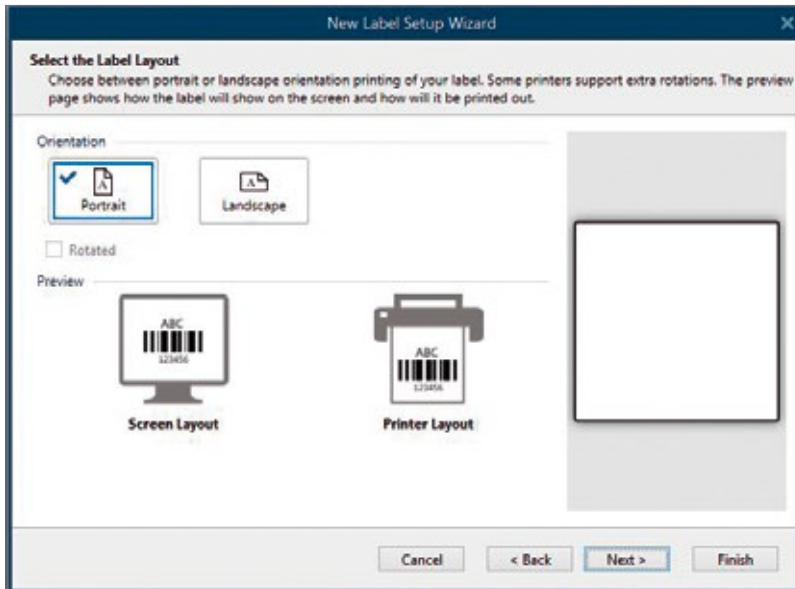 New Label Setup Wizard
Select the Label Layout
Choose between portrait or landscape orientation printing of your label. Some printers support extra rotations. The preview
page shows how the label will show on the screen and how will it be printed out.
Orientation
A
Portrait
A
Landscape
Rotated
Preview
ABC
123456
Screen Layout
ABC
123456
Printer Layout
Cancel
< Back
Next >
Finish